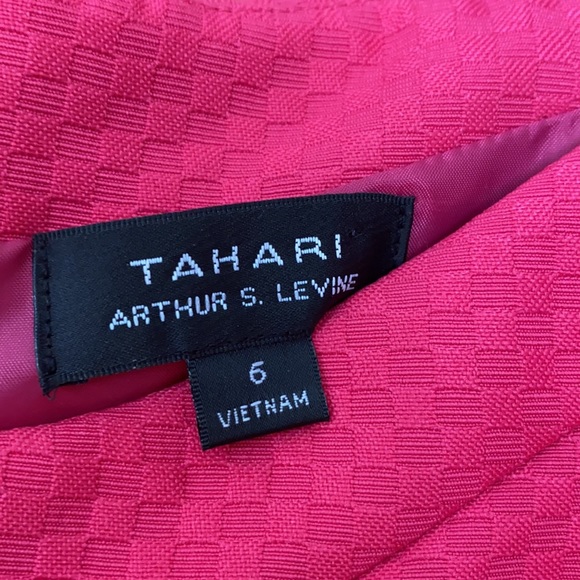 TAHARI
ARTHUR S. LEVINE
6
VIETNAM